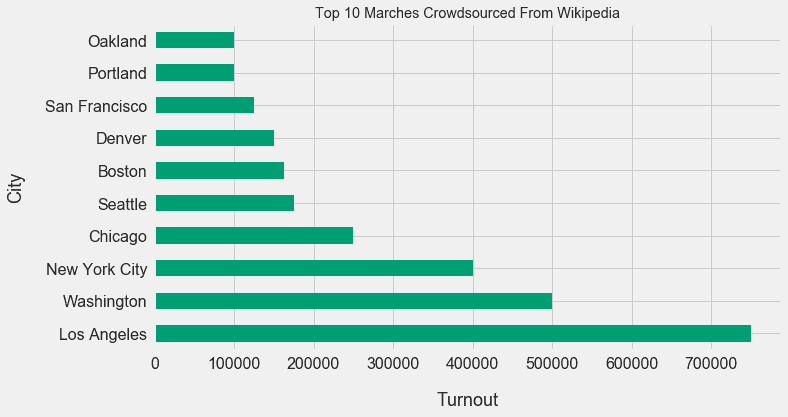 Top 10 Marches Crowdsourced From Wikipedia
City
Oakland
Portland
San Francisco
Denver
Boston
Seattle
Chicago
New York City
Washington
Los Angeles
0 100000 200000 300000 400000 500000 600000 700000
Turnout